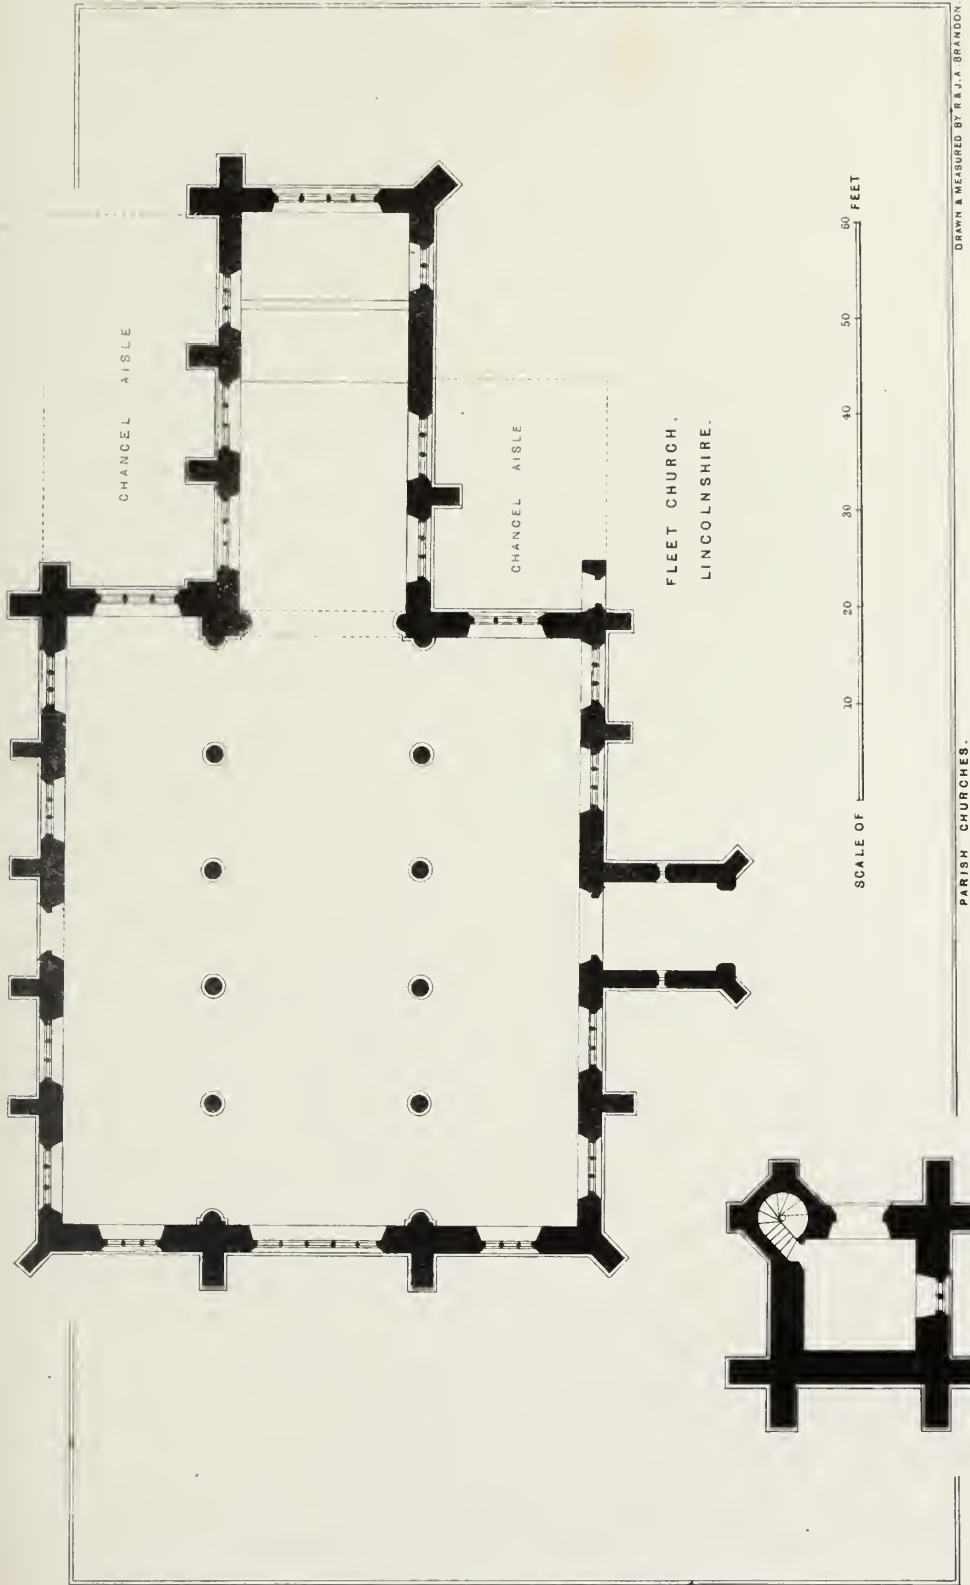 CHANCEL AISLE
CHANCEL AISLE
FLEET CHURCH.
LINCOLNSHIRE.
SCALE OF 10 20 30 40 50 60 FEET
PARISH CHURCHES.
DRAWN & MEASURED BY R & J. A. BRANDON.